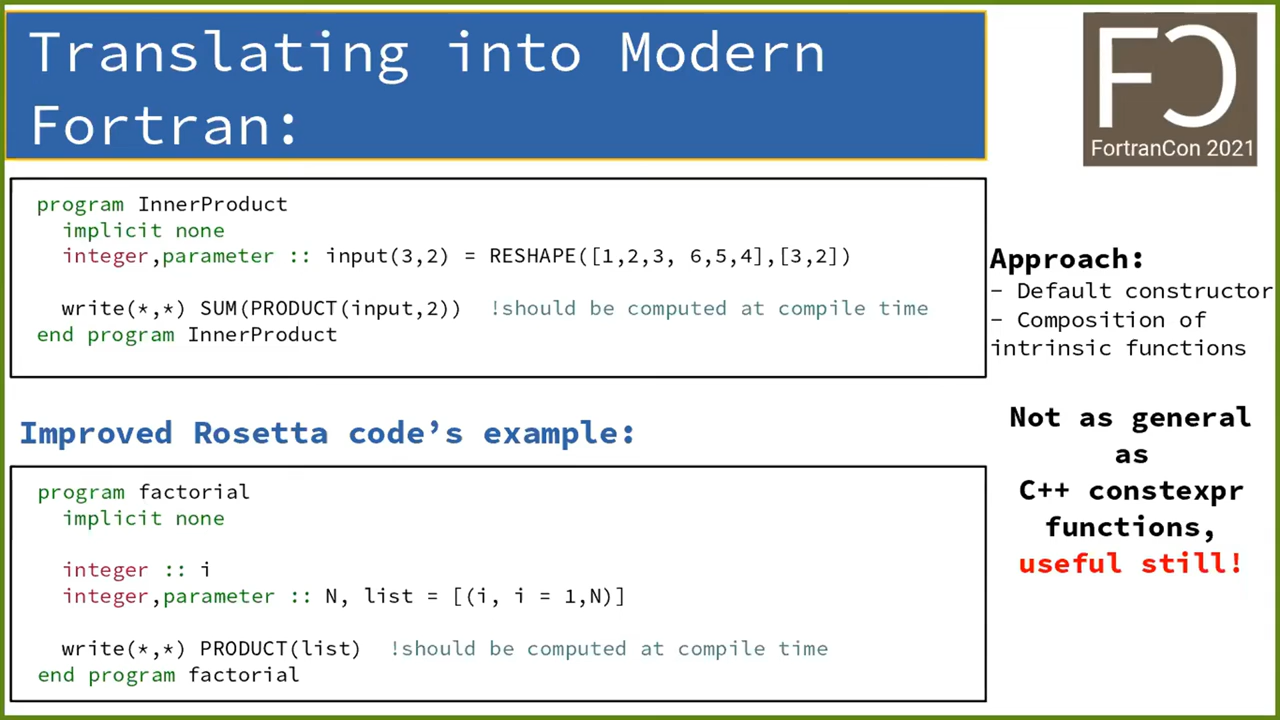 Translating into Modern
Fortran:
FC
FortranCon 2021
program InnerProduct
  implicit none
  integer,parameter :: input(3,2) = RESHAPE([1,2,3, 6,5,4],[3,2])
  write(*,*) SUM(PRODUCT(input,2))  !should be computed at compile time
end program InnerProduct
Approach:
- Default constructor
- Composition of
intrinsic functions
Improved Rosetta code’s example:
Not as general
as
C++ constexpr
functions,
useful still!
program factorial
  implicit none
  integer :: i
  integer,parameter :: N, list = [(i, i = 1,N)]
  write(*,*) PRODUCT(list)  !should be computed at compile time
end program factorial